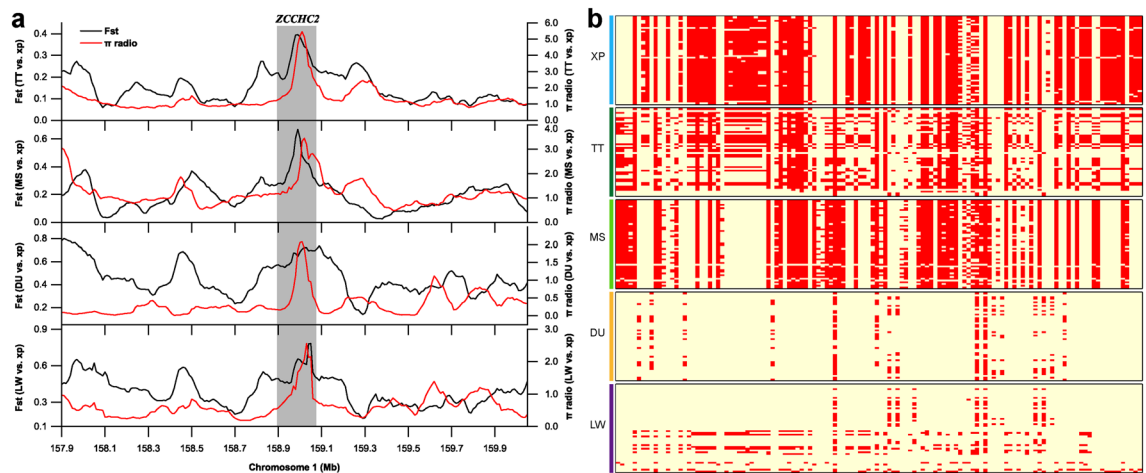 a
ZCCHC2
b
Fst
π radio
Fst (TT vs. xp)
0.4
0.3
0.2
0.1
0.0
6.0
5.0
4.0
3.0
2.0
1.0
0.0
π radio (TT vs. xp)
Fst (MS vs. xp)
0.6
0.4
0.2
0.0
4.0
3.0
2.0
1.0
0.0
π radio (MS vs. xp)
Fst (DU vs. xp)
0.8
0.6
0.4
0.2
2.0
1.5
1.0
0.5
0.0
π radio (DU vs. xp)
Fst (LW vs. xp)
0.9
0.6
0.3
0.1
3.0
2.0
1.0
0.0
π radio (LW vs. xp)
157.9 158.1 158.3 158.5 158.7 158.9 159.1 159.3 159.5 159.7 159.9
Chromosome 1 (Mb)
XP
TT
MS
DU
LW